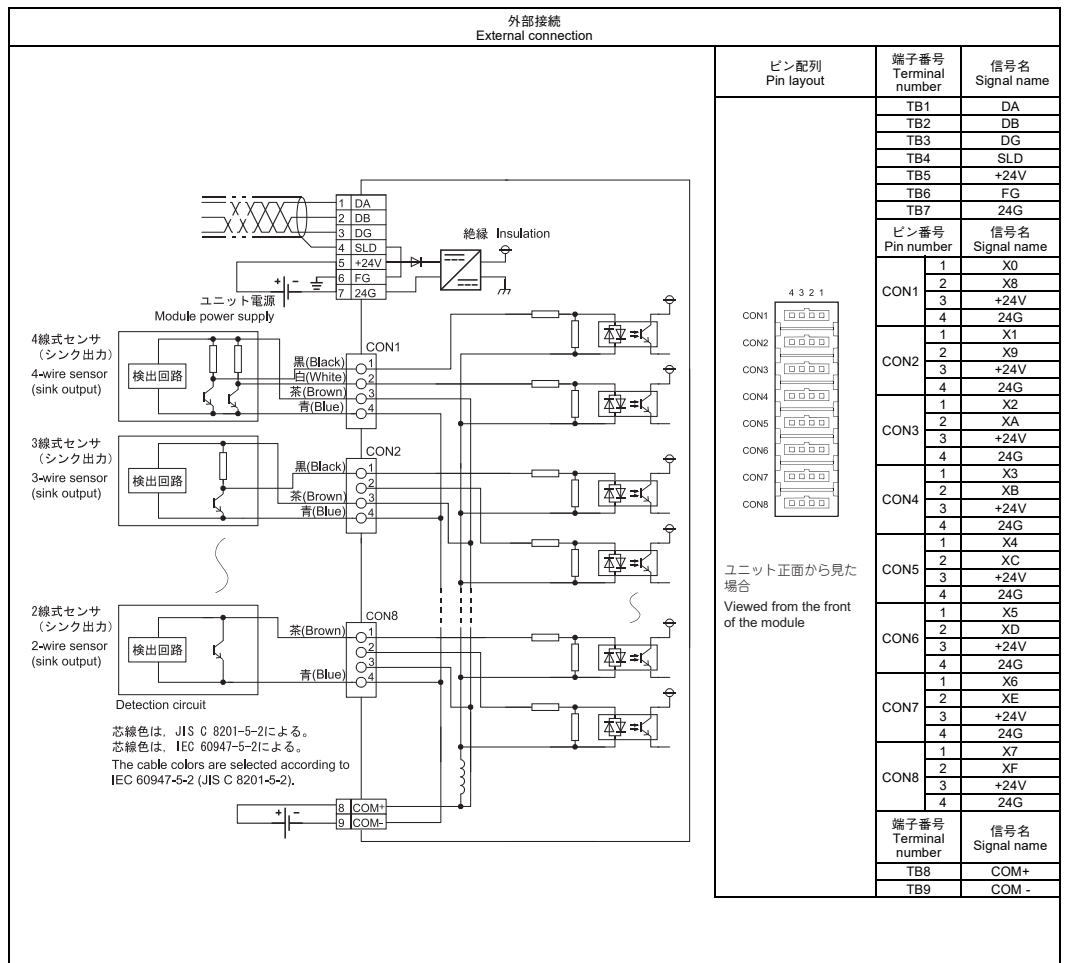 外部接続
External connection
ピン配列
Pin layout
端子番号
Terminal
number
信号名
Signal name
TB1 DA
TB2 DB
TB3 DG
TB4 SLD
TB5 +24V
TB6 FG
TB7 24G
ピン番号
Pin number
信号名
Signal name
CON1
1 X0
2 X8
3 +24V
4 24G
CON2
1 X1
2 X9
3 +24V
4 24G
CON3
1 X2
2 XA
3 +24V
4 24G
CON4
1 X3
2 XB
3 +24V
4 24G
CON5
1 X4
2 XC
3 +24V
4 24G
CON6
1 X5
2 XD
3 +24V
4 24G
CON7
1 X6
2 XE
3 +24V
4 24G
CON8
1 X7
2 XF
3 +24V
4 24G
端子番号
Terminal
number
信号名
Signal name
TB8 COM+
TB9 COM -
4 3 2 1
CON1
CON2
CON3
CON4
CON5
CON6
CON7
CON8
ユニット正面から見た
場合
Viewed from the front
of the module
1 DA
2 DB
3 DG
4 SLD
5 +24V
6 FG
7 24G
絶縁 Insulation
+ -
ユニット電源
Module power supply
4線式センサ
（シンク出力）
4-wire sensor
(sink output)
検出回路
CON1
黒(Black) 1
白(White) 2
茶(Brown) 3
青(Blue) 4
3線式センサ
（シンク出力）
3-wire sensor
(sink output)
検出回路
CON2
黒(Black) 1
2
茶(Brown) 3
青(Blue) 4
2線式センサ
（シンク出力）
2-wire sensor
(sink output)
検出回路
CON8
茶(Brown) 1
2
3
青(Blue) 4
Detection circuit
芯線色は，JIS C 8201-5-2による。
芯線色は，IEC 60947-5-2による。
The cable colors are selected according to
IEC 60947-5-2 (JIS C 8201-5-2).
+ -
8 COM+
9 COM-